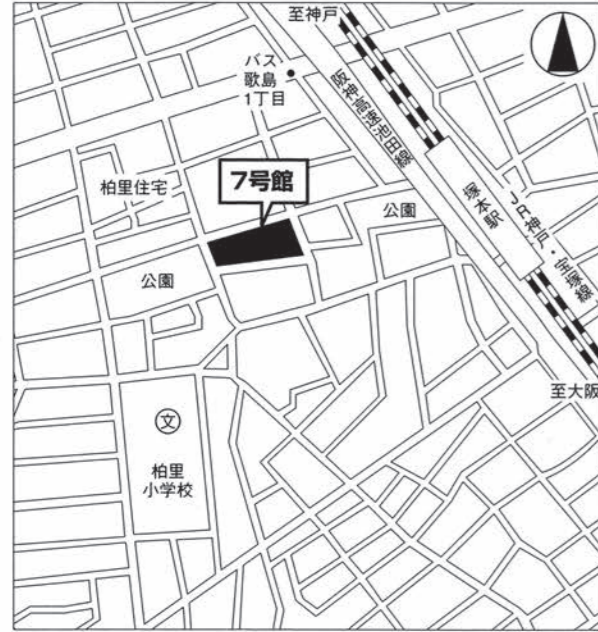 至神戸
バス
歌島
1丁目
阪神高速池田線
7号館
柏里住宅
公園
塚本駅
JR神戸・宝塚線
公園
至大阪
文
柏里
小学校